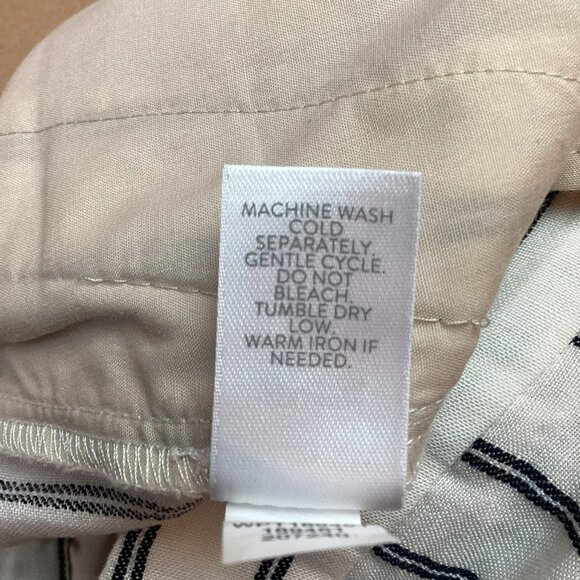 MACHINE WASH
COLD
SEPARATELY
GENTLE CYCLE.
DO NOT
BLEACH.
TUMBLE DRY
LOW.
WARM IRON IF
NEEDED.